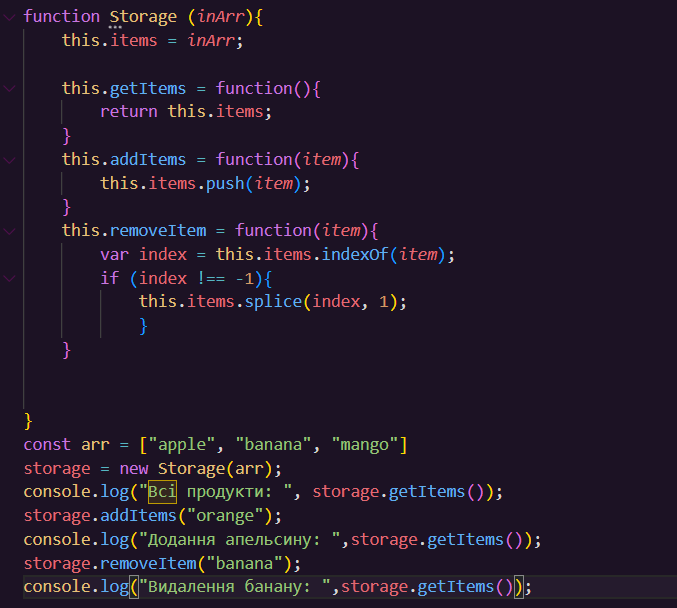 function Storage (inArr){
this.items = inArr;
this.getItems = function(){
return this.items;
}
this.addItems = function(item){
this.items.push(item);
}
this.removeItem = function(item){
var index = this.items.indexOf(item);
if (index !== -1){
this.items.splice(index, 1);
}
}
}
const arr = ["apple", "banana", "mango"]
storage = new Storage(arr);
console.log("Всі продукти: ", storage.getItems());
storage.addItems("orange");
console.log("Додання апельсину: ",storage.getItems());
storage.removeItem("banana");
console.log("Видалення банану: ",storage.getItems());